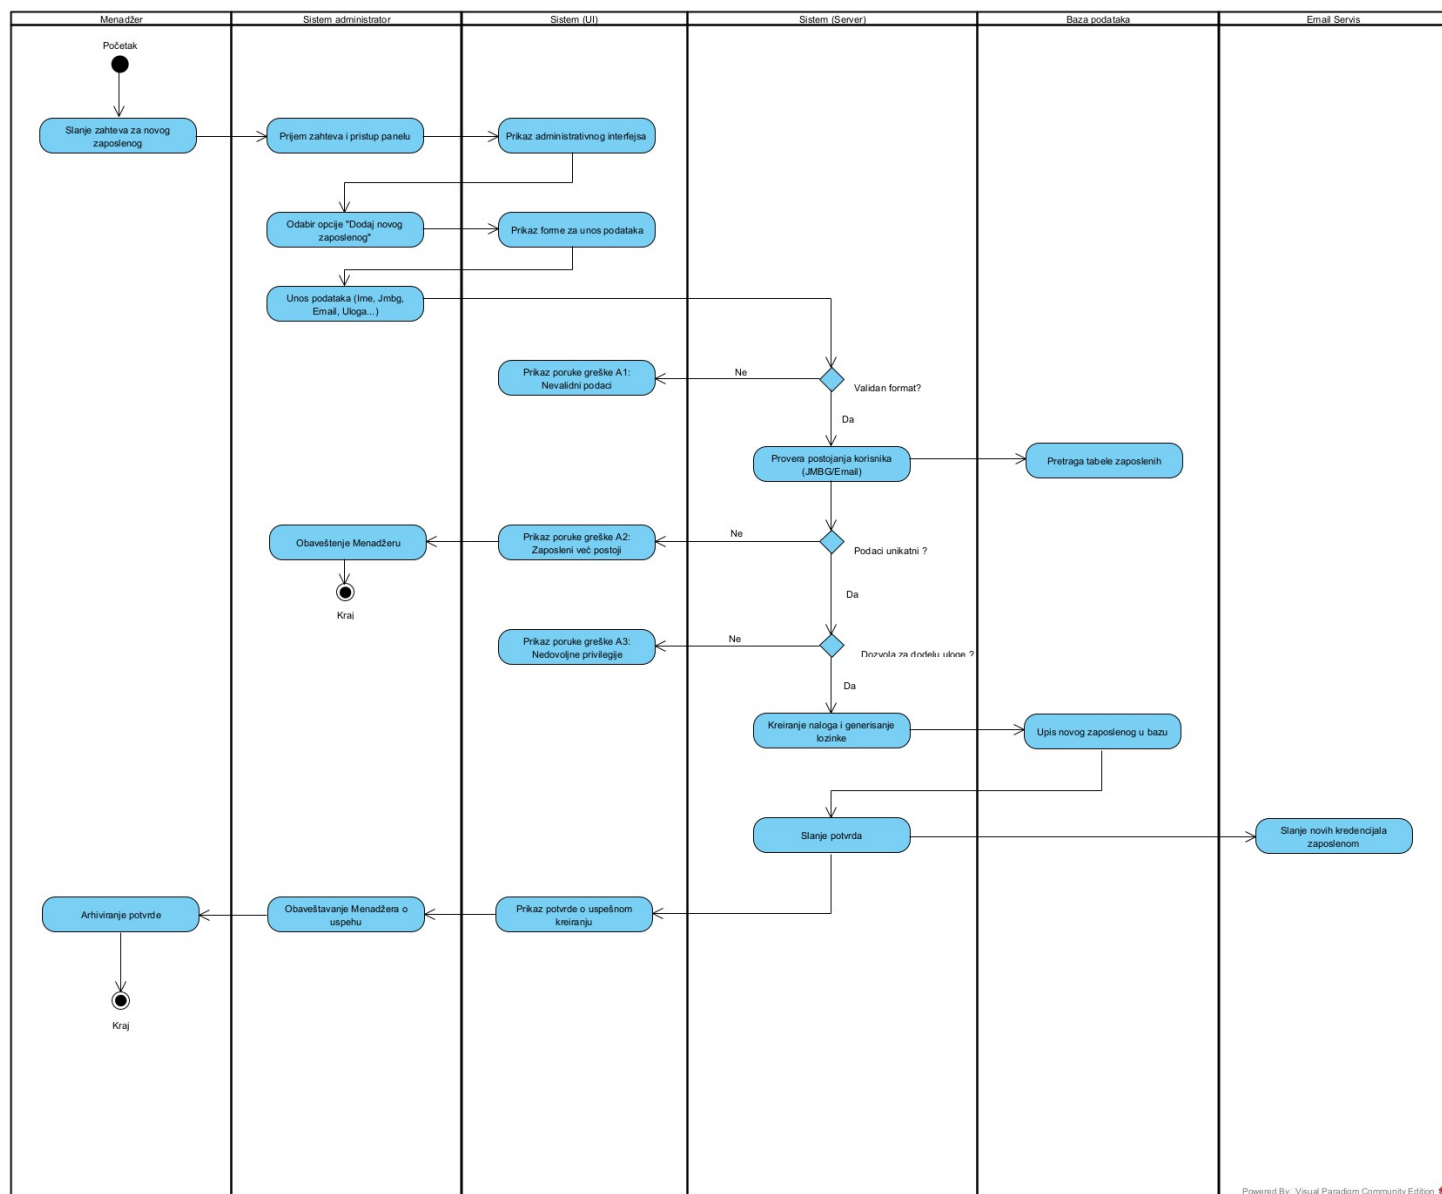 Menadžer
Sistem administrator
Sistem (UI)
Sistem (Server)
Baza podataka
Email Servis
Početak
Slanje zahteva za novog
zaposlenog
Prijem zahteva i pristup panelu
Prikaz administrativnog interfejsa
Odabir opcije "Dodaj novog
zaposlenog"
Prikaz forme za unos podataka
Unos podataka (Ime, Jmbg,
Email, Uloga...)
Prikaz poruke greške A1:
Nevalidni podaci
Ne
Validan format?
Da
Provera postojanja korisnika
(JMBG/Email)
Pretraga tabele zaposlenih
Obaveštenje Menadžeru
Prikaz poruke greške A2:
Zaposleni već postoji
Ne
Podaci unikatni ?
Kraj
Da
Prikaz poruke greške A3:
Nedovoljne privilegije
Ne
Dozvola za dodelu uloge ?
Da
Kreiranje naloga i generisanje
lozinke
Upis novog zaposlenog u bazu
Slanje potvrda
Slanje novih kredencijala
zaposlenom
Arhiviranje potvrde
Obaveštavanje Menadžera o
uspehu
Prikaz potvrde o uspešnom
kreiranju
Kraj
Powered By: Visual Paradigm Community Edition